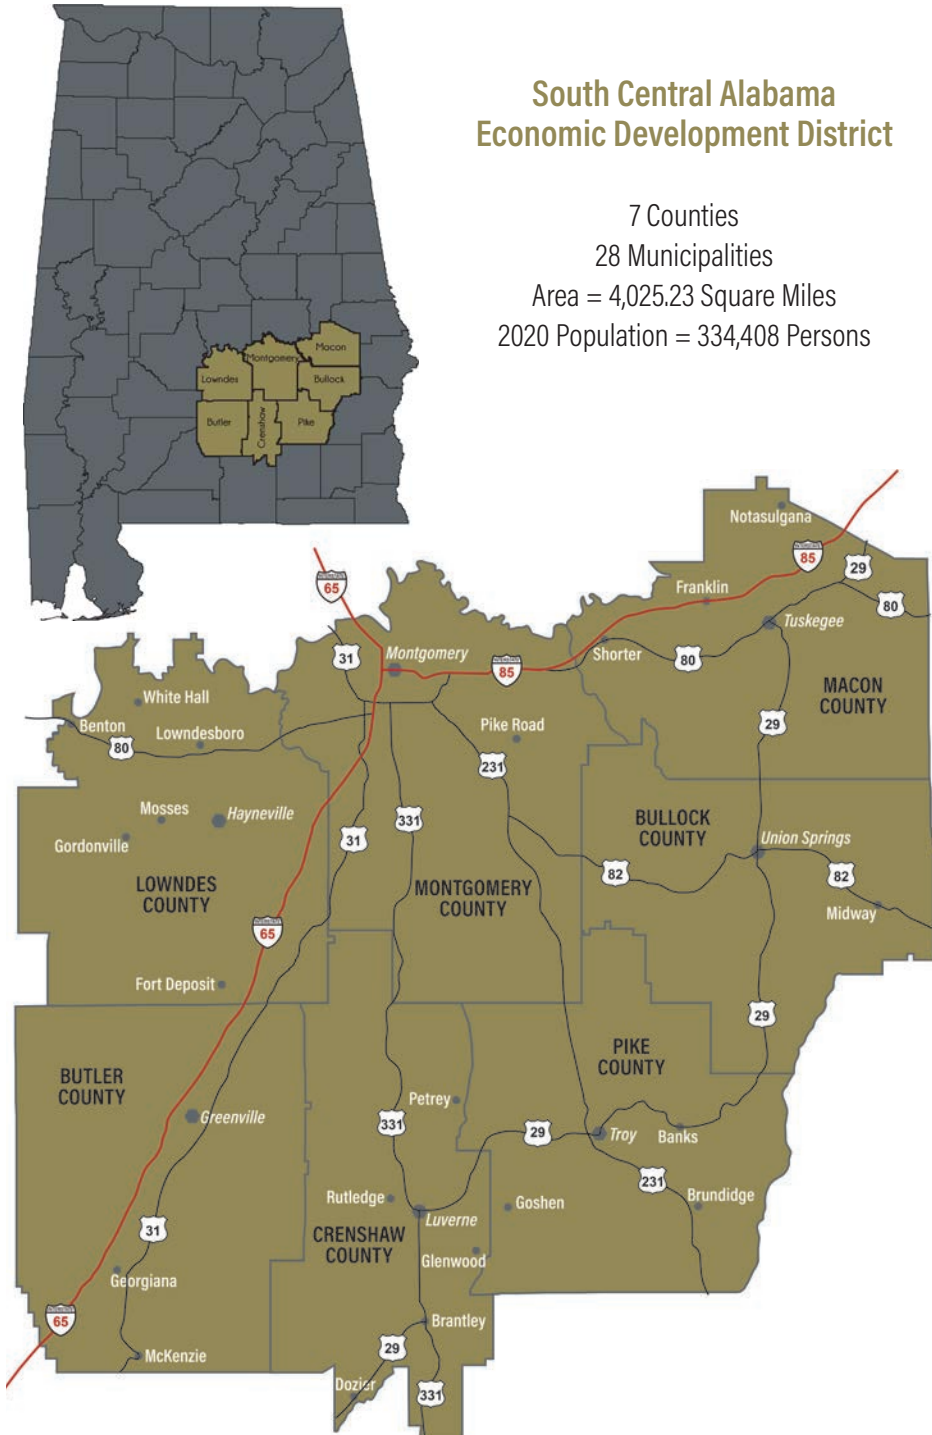 South Central Alabama
Economic Development District
7 Counties
28 Municipalities
Area = 4,025.23 Square Miles
2020 Population = 334,408 Persons
Macon
Montgomery
Lowndes
Bullock
Butler
Crenshaw
Pike
Notasulgana
85
29
65
Franklin
80
Tuskegee
31
Montgomery
Shorter
80
85
MACON
COUNTY
White Hall
Benton
80
Lowndesboro
Pike Road
29
231
Mosses
Hayneville
331
31
BULLOCK
COUNTY
Union Springs
Gordonville
82
82
LOWNDES
COUNTY
MONTGOMERY
COUNTY
Midway
65
Fort Deposit
29
PIKE
COUNTY
BUTLER
COUNTY
Petrey
Greenville
331
29
Troy
Banks
231
Rutledge
Goshen
Brundidge
Luverne
31
CRENSHAW
COUNTY
Glenwood
Georgiana
65
Brantley
29
McKenzie
Dozier
331